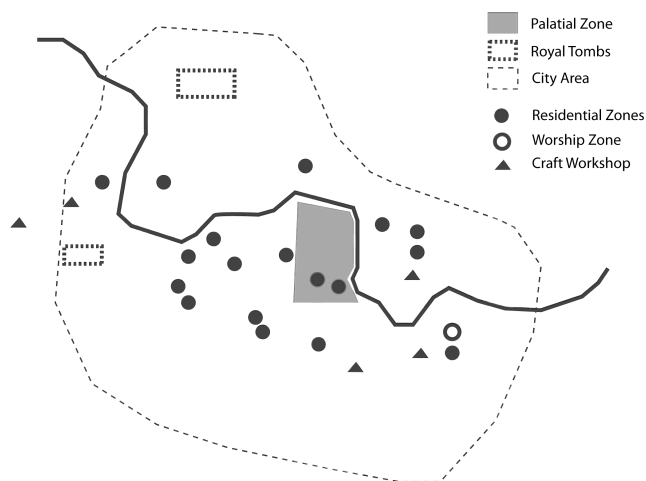 Palatial Zone
Royal Tombs
City Area
Residential Zones
Worship Zone
Craft Workshop